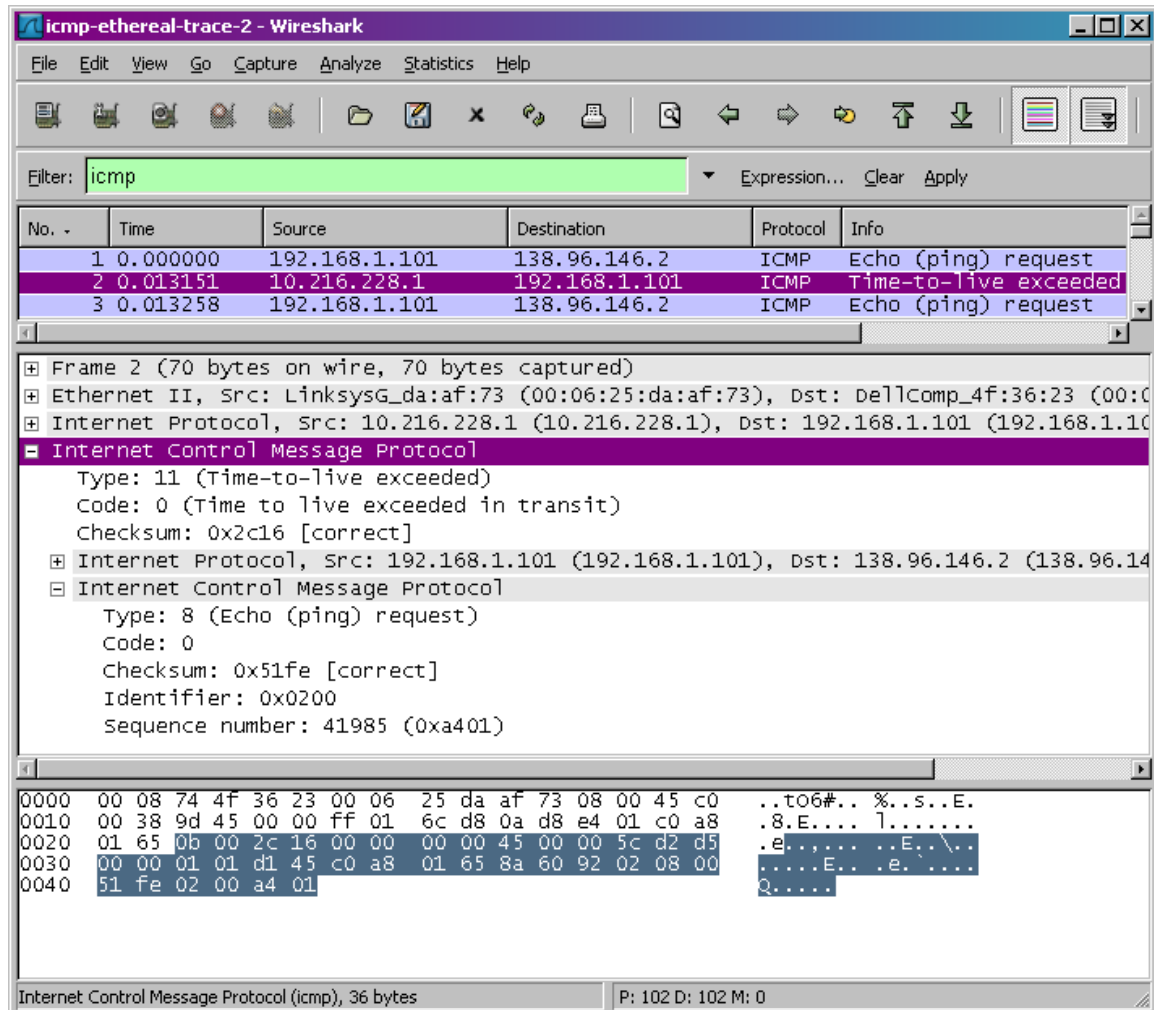 icmp-ethereal-trace-2 - Wireshark
File Edit View Go Capture Analyze Statistics Help
Filter: icmp Expression... Clear Apply
No. Time Source Destination Protocol Info
1 0.000000 192.168.1.101 138.96.146.2 ICMP Echo (ping) request
2 0.013151 10.216.228.1 192.168.1.101 ICMP Time-to-live exceeded
3 0.013258 192.168.1.101 138.96.146.2 ICMP Echo (ping) request
Frame 2 (70 bytes on wire, 70 bytes captured)
Ethernet II, Src: LinksysG_da:af:73 (00:06:25:da:af:73), Dst: DellComp_4f:36:23 (00:0
Internet Protocol, Src: 10.216.228.1 (10.216.228.1), Dst: 192.168.1.101 (192.168.1.10
Internet Control Message Protocol
Type: 11 (Time-to-live exceeded)
Code: 0 (Time to live exceeded in transit)
Checksum: 0x2c16 [correct]
Internet Protocol, Src: 192.168.1.101 (192.168.1.101), Dst: 138.96.146.2 (138.96.14
Internet Control Message Protocol
Type: 8 (Echo (ping) request)
Code: 0
Checksum: 0x51fe [correct]
Identifier: 0x0200
Sequence number: 41985 (0xa401)
0000 00 08 74 4f 36 23 00 06 25 da af 73 08 00 45 c0 ..tO6#.. %..s..E.
0010 00 38 9d 45 00 00 ff 01 6c d8 0a d8 e4 01 c0 a8 .8.E.... l.......
0020 01 65 0b 00 2c 16 00 00 00 00 45 00 00 5c d2 d5 .e..,... ..E..\..
0030 00 00 01 01 d1 45 c0 a8 01 65 8a 60 92 02 08 00 .....E.. .e.`....
0040 51 fe 02 00 a4 01 Q.....
Internet Control Message Protocol (icmp), 36 bytes P: 102 D: 102 M: 0